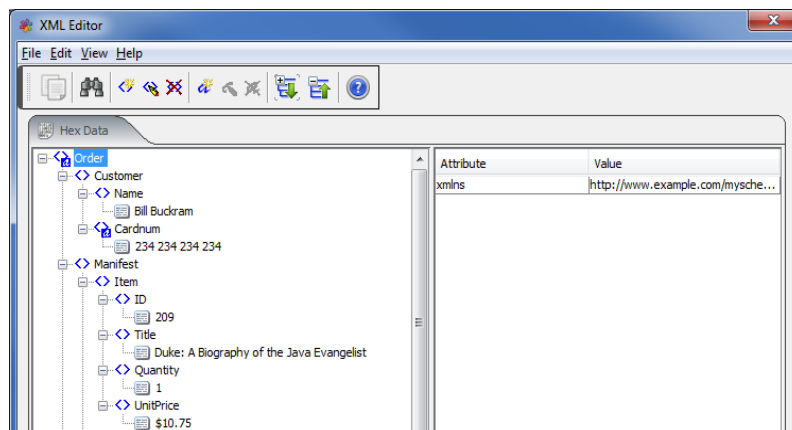 XML Editor
File Edit View Help
Hex Data
Order
Customer
Name
Bill Buckram
Cardnum
234 234 234 234
Manifest
Item
ID
209
Title
Duke: A Biography of the Java Evangelist
Quantity
1
UnitPrice
$10.75
Attribute Value
xmlns http://www.example.com/mysche...